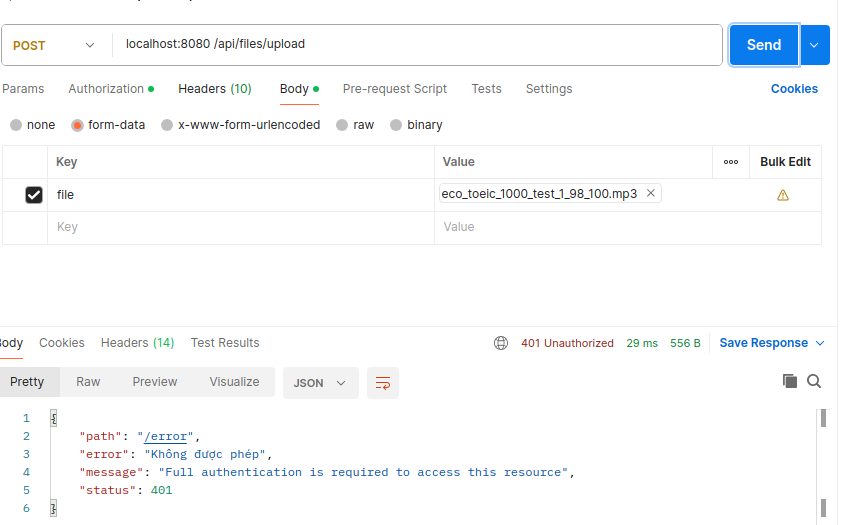 POST localhost:8080 /api/files/upload Send
Params Authorization Headers (10) Body Pre-request Script Tests Settings Cookies
none form-data x-www-form-urlencoded raw binary
Key Value ooo Bulk Edit
file eco_toeic_1000_test_1_98_100.mp3 ×
Key Value
ody Cookies Headers (14) Test Results 401 Unauthorized 29 ms 556 B Save Response
Pretty Raw Preview Visualize JSON
1 {
2 "path": "/error",
3 "error": "Không được phép",
4 "message": "Full authentication is required to access this resource",
5 "status": 401
6 }